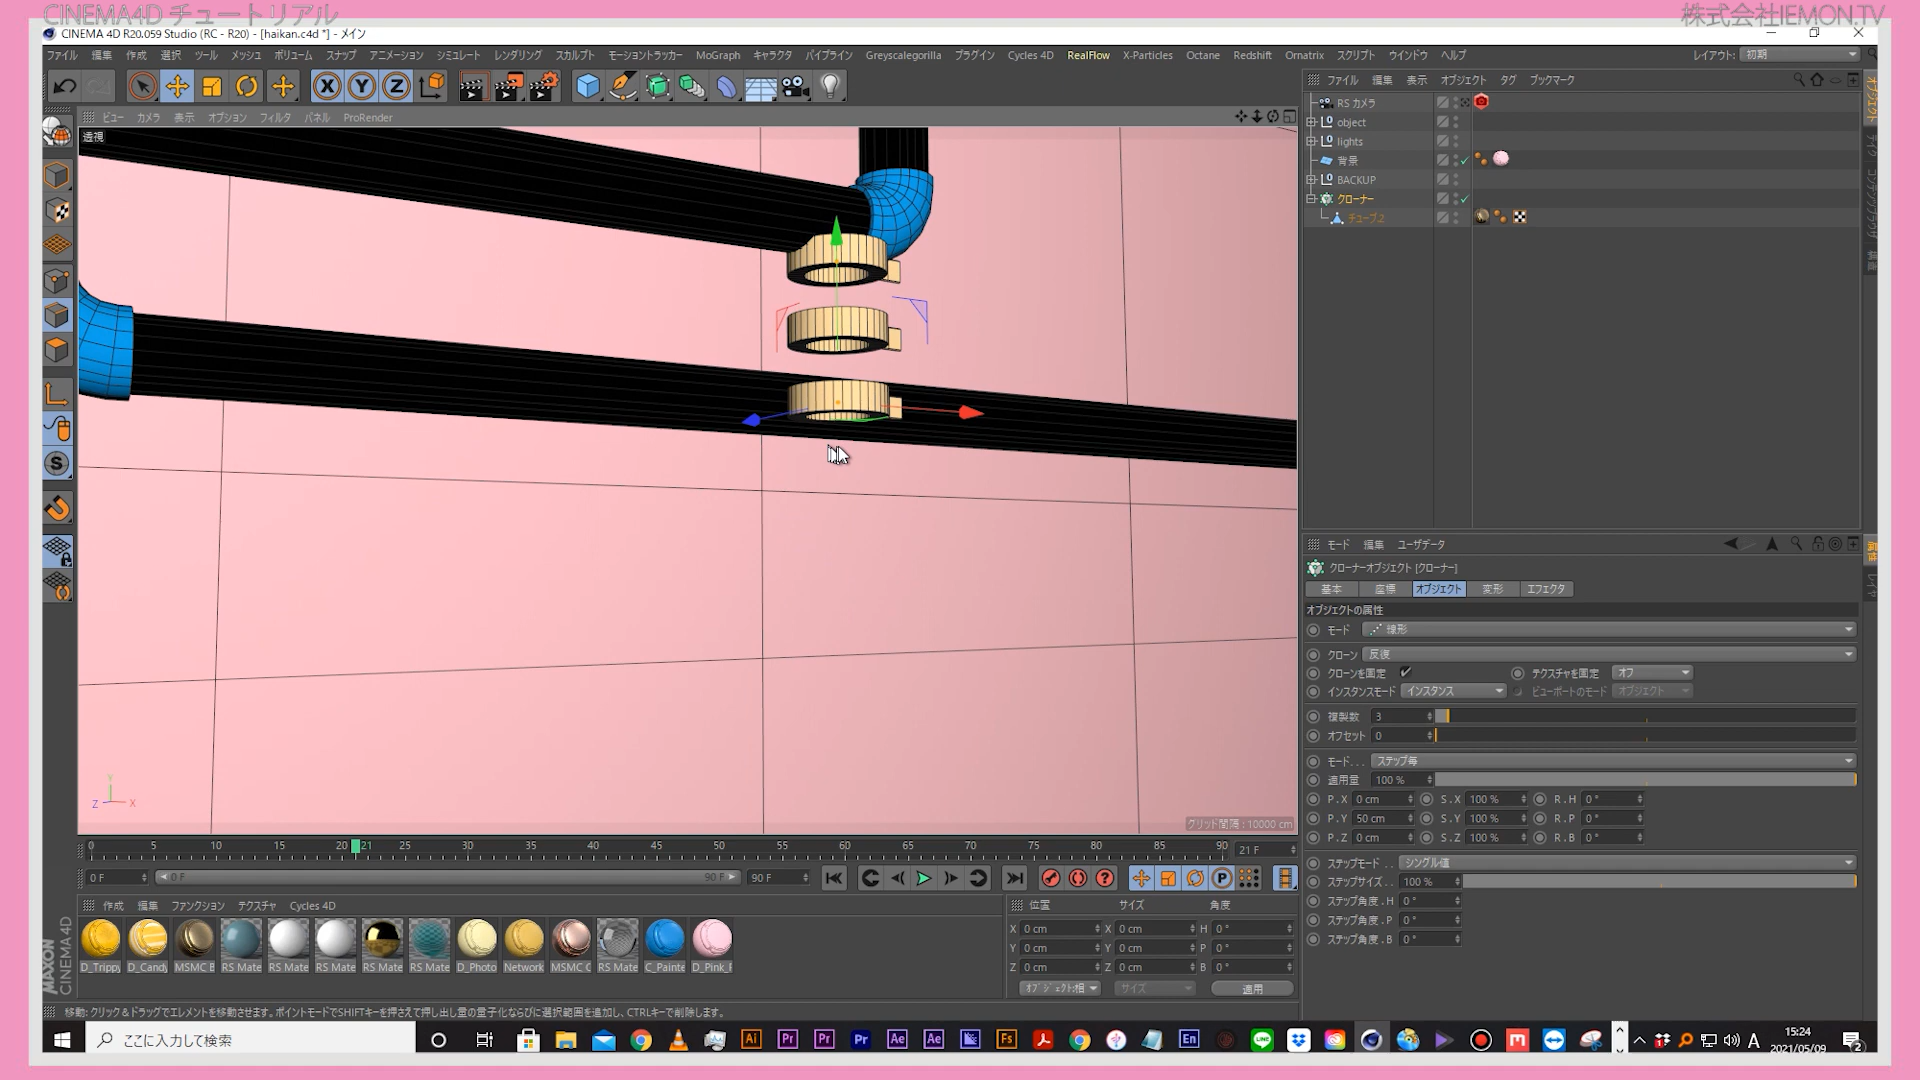 CINEMA4D チュートリアル
株式会社IEMON.TV
CINEMA 4D R20.059 Studio (RC - R20) - [haikan.c4d *] - メイン
ファイル 編集 作成 選択 ツール メッシュ ボリューム スナップ アニメーション シミュレート レンダリング スカルプト モーショントラッカー MoGraph キャラクタ パイプライン Greyscalegorilla プラグイン Cycles 4D RealFlow X-Particles Octane Redshift Ornatrix スクリプト ウインドウ ヘルプ
レイアウト: 初期
ビュー カメラ 表示 オプション フィルタ パネル ProRender
透視
グリッド間隔 : 10000 cm
ファイル 編集 表示 オブジェクト タグ ブックマーク
RS カメラ
object
lights
背景
BACKUP
クローナー
チューブ.2
モード 編集 ユーザデータ
クローナーオブジェクト [クローナー]
基本 座標 オブジェクト 変形 エフェクタ
オブジェクトの属性
モード 線形
クローン 反復
クローンを固定 テクスチャを固定 オフ
インスタンスモード インスタンス ビューポートのモード オブジェクト
複製数 3
オフセット 0
モード . . . ステップ毎
適用量 100 %
P . X 0 cm S . X 100 % R . H 0 °
P . Y 50 cm S . Y 100 % R . P 0 °
P . Z 0 cm S . Z 100 % R . B 0 °
ステップモード . . シングル値
ステップサイズ . . 100 %
ステップ角度 . H 0 °
ステップ角度 . P 0 °
ステップ角度 . B 0 °
0 5 10 15 20 21 25 30 35 40 45 50 55 60 65 70 75 80 85 90 21 F
0 F 0 F 90 F 90 F
作成 編集 ファンクション テクスチャ Cycles 4D
D_Trippy D_Candy MSMC B RS Mate RS Mate RS Mate RS Mate RS Mate D_Photo Network MSMC C RS Mate C_Painte D_Pink_
位置 サイズ 角度
X 0 cm X 0 cm H 0 °
Y 0 cm Y 0 cm P 0 °
Z 0 cm Z 0 cm B 0 °
オブジェクト相 サイズ 適用
MAXON CINEMA 4D
移動: クリック＆ドラッグでエレメントを移動させます。ポイントモードでSHIFTキーを押さえて押し出し量の量子化ならびに選択範囲を追加し、CTRLキーで削除します。
ここに入力して検索
15:24
2021/05/09